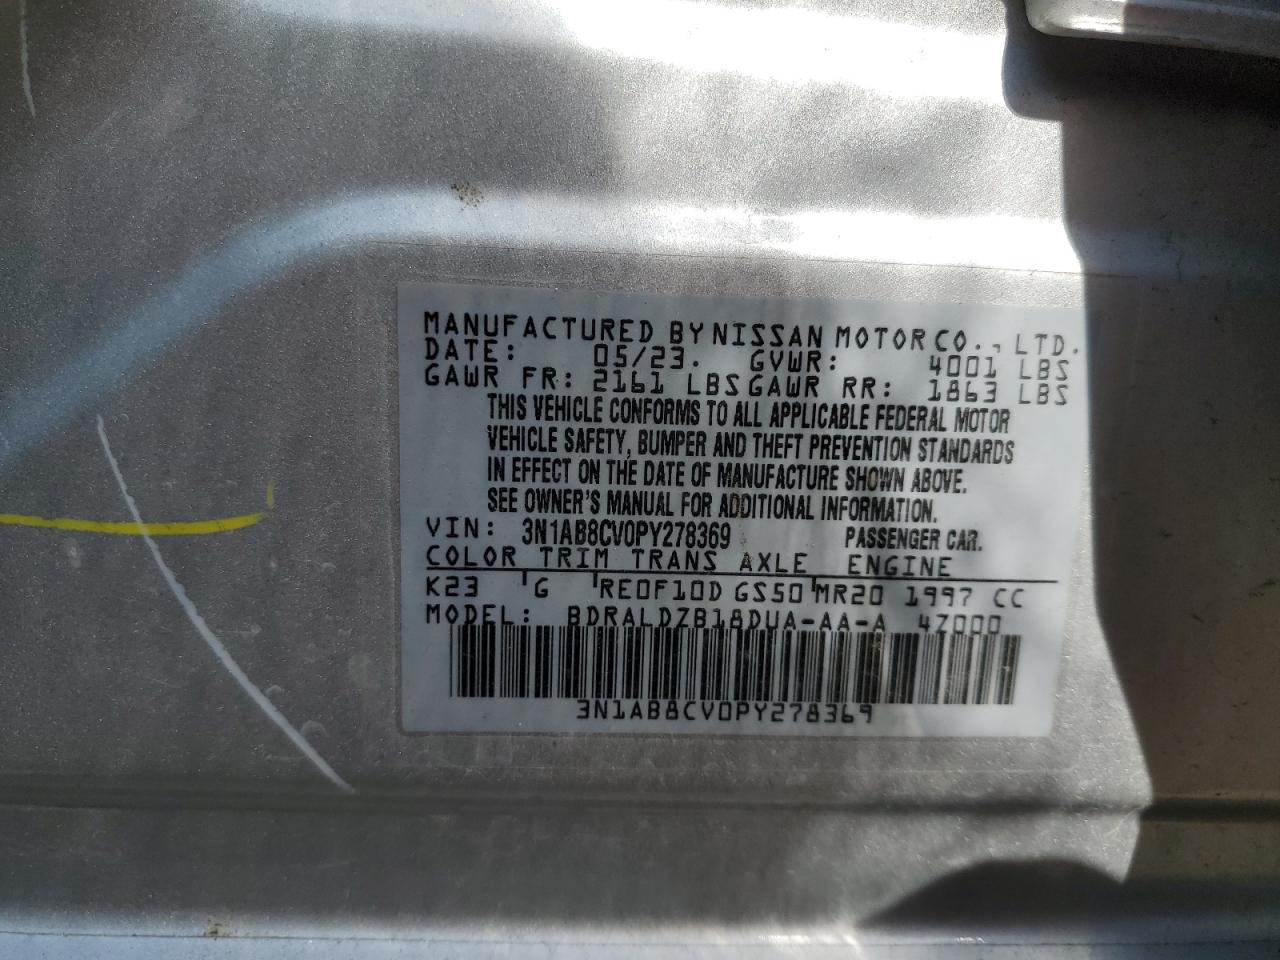 MANUFACTURED BY NISSAN MOTOR CO., LTD.
DATE: 05/23. GVWR: 4001 LBS
GAWR FR: 2161 LBS GAWR RR: 1863 LBS
THIS VEHICLE CONFORMS TO ALL APPLICABLE FEDERAL MOTOR
VEHICLE SAFETY, BUMPER AND THEFT PREVENTION STANDARDS
IN EFFECT ON THE DATE OF MANUFACTURE SHOWN ABOVE.
SEE OWNER'S MANUAL FOR ADDITIONAL INFORMATION.
VIN: 3N1AB8CV0PY278369 PASSENGER CAR.
COLOR TRIM TRANS AXLE ENGINE
K23 G RE0F10D GS50 MR20 1997 CC
MODEL: BDRALDZB18DUA-AA-A 4Z000
3N1AB8CV0PY278369